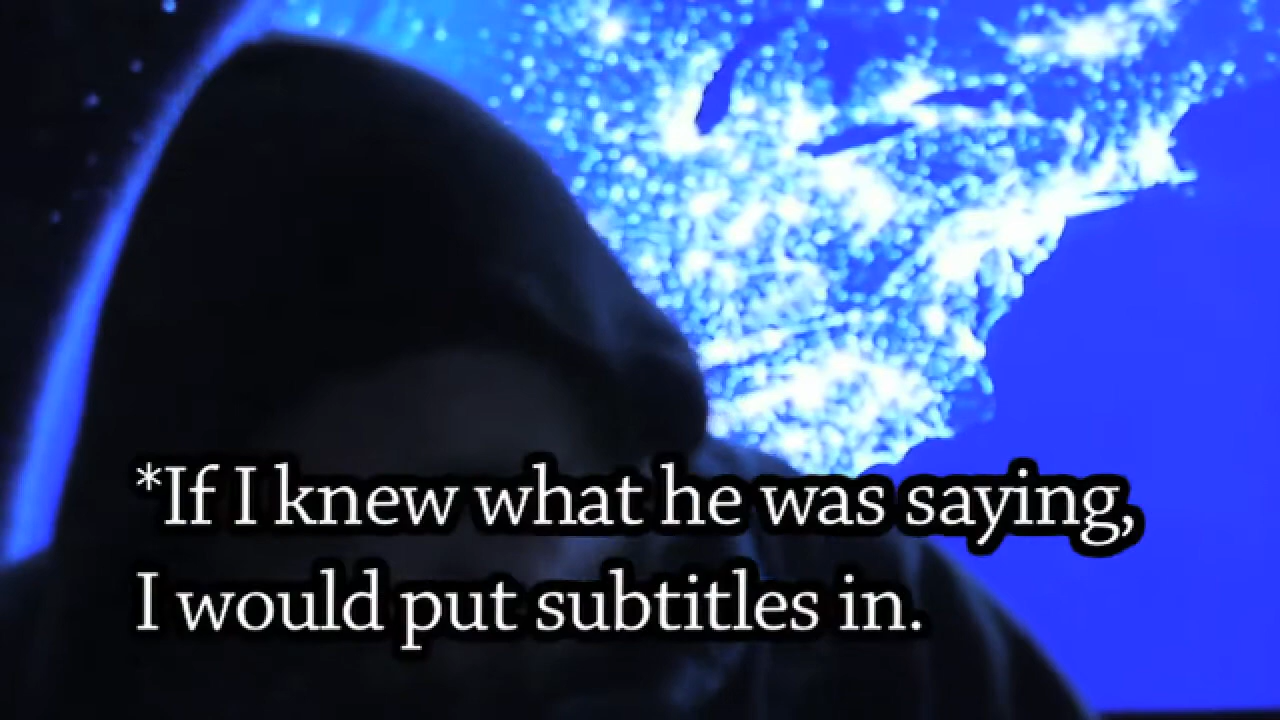 *If I knew what he was saying,
I would put subtitles in.